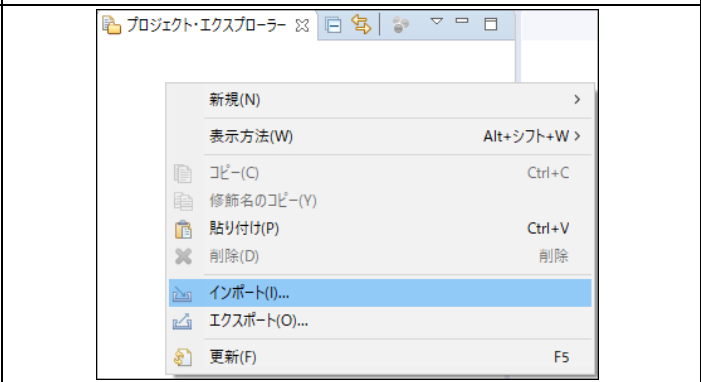 プロジェクト・エクスプローラー
新規(N) >
表示方法(W) Alt+シフト+W >
コピー(C) Ctrl+C
修飾名のコピー(Y)
貼り付け(P) Ctrl+V
削除(D) 削除
インポート(I)...
エクスポート(O)...
更新(F) F5